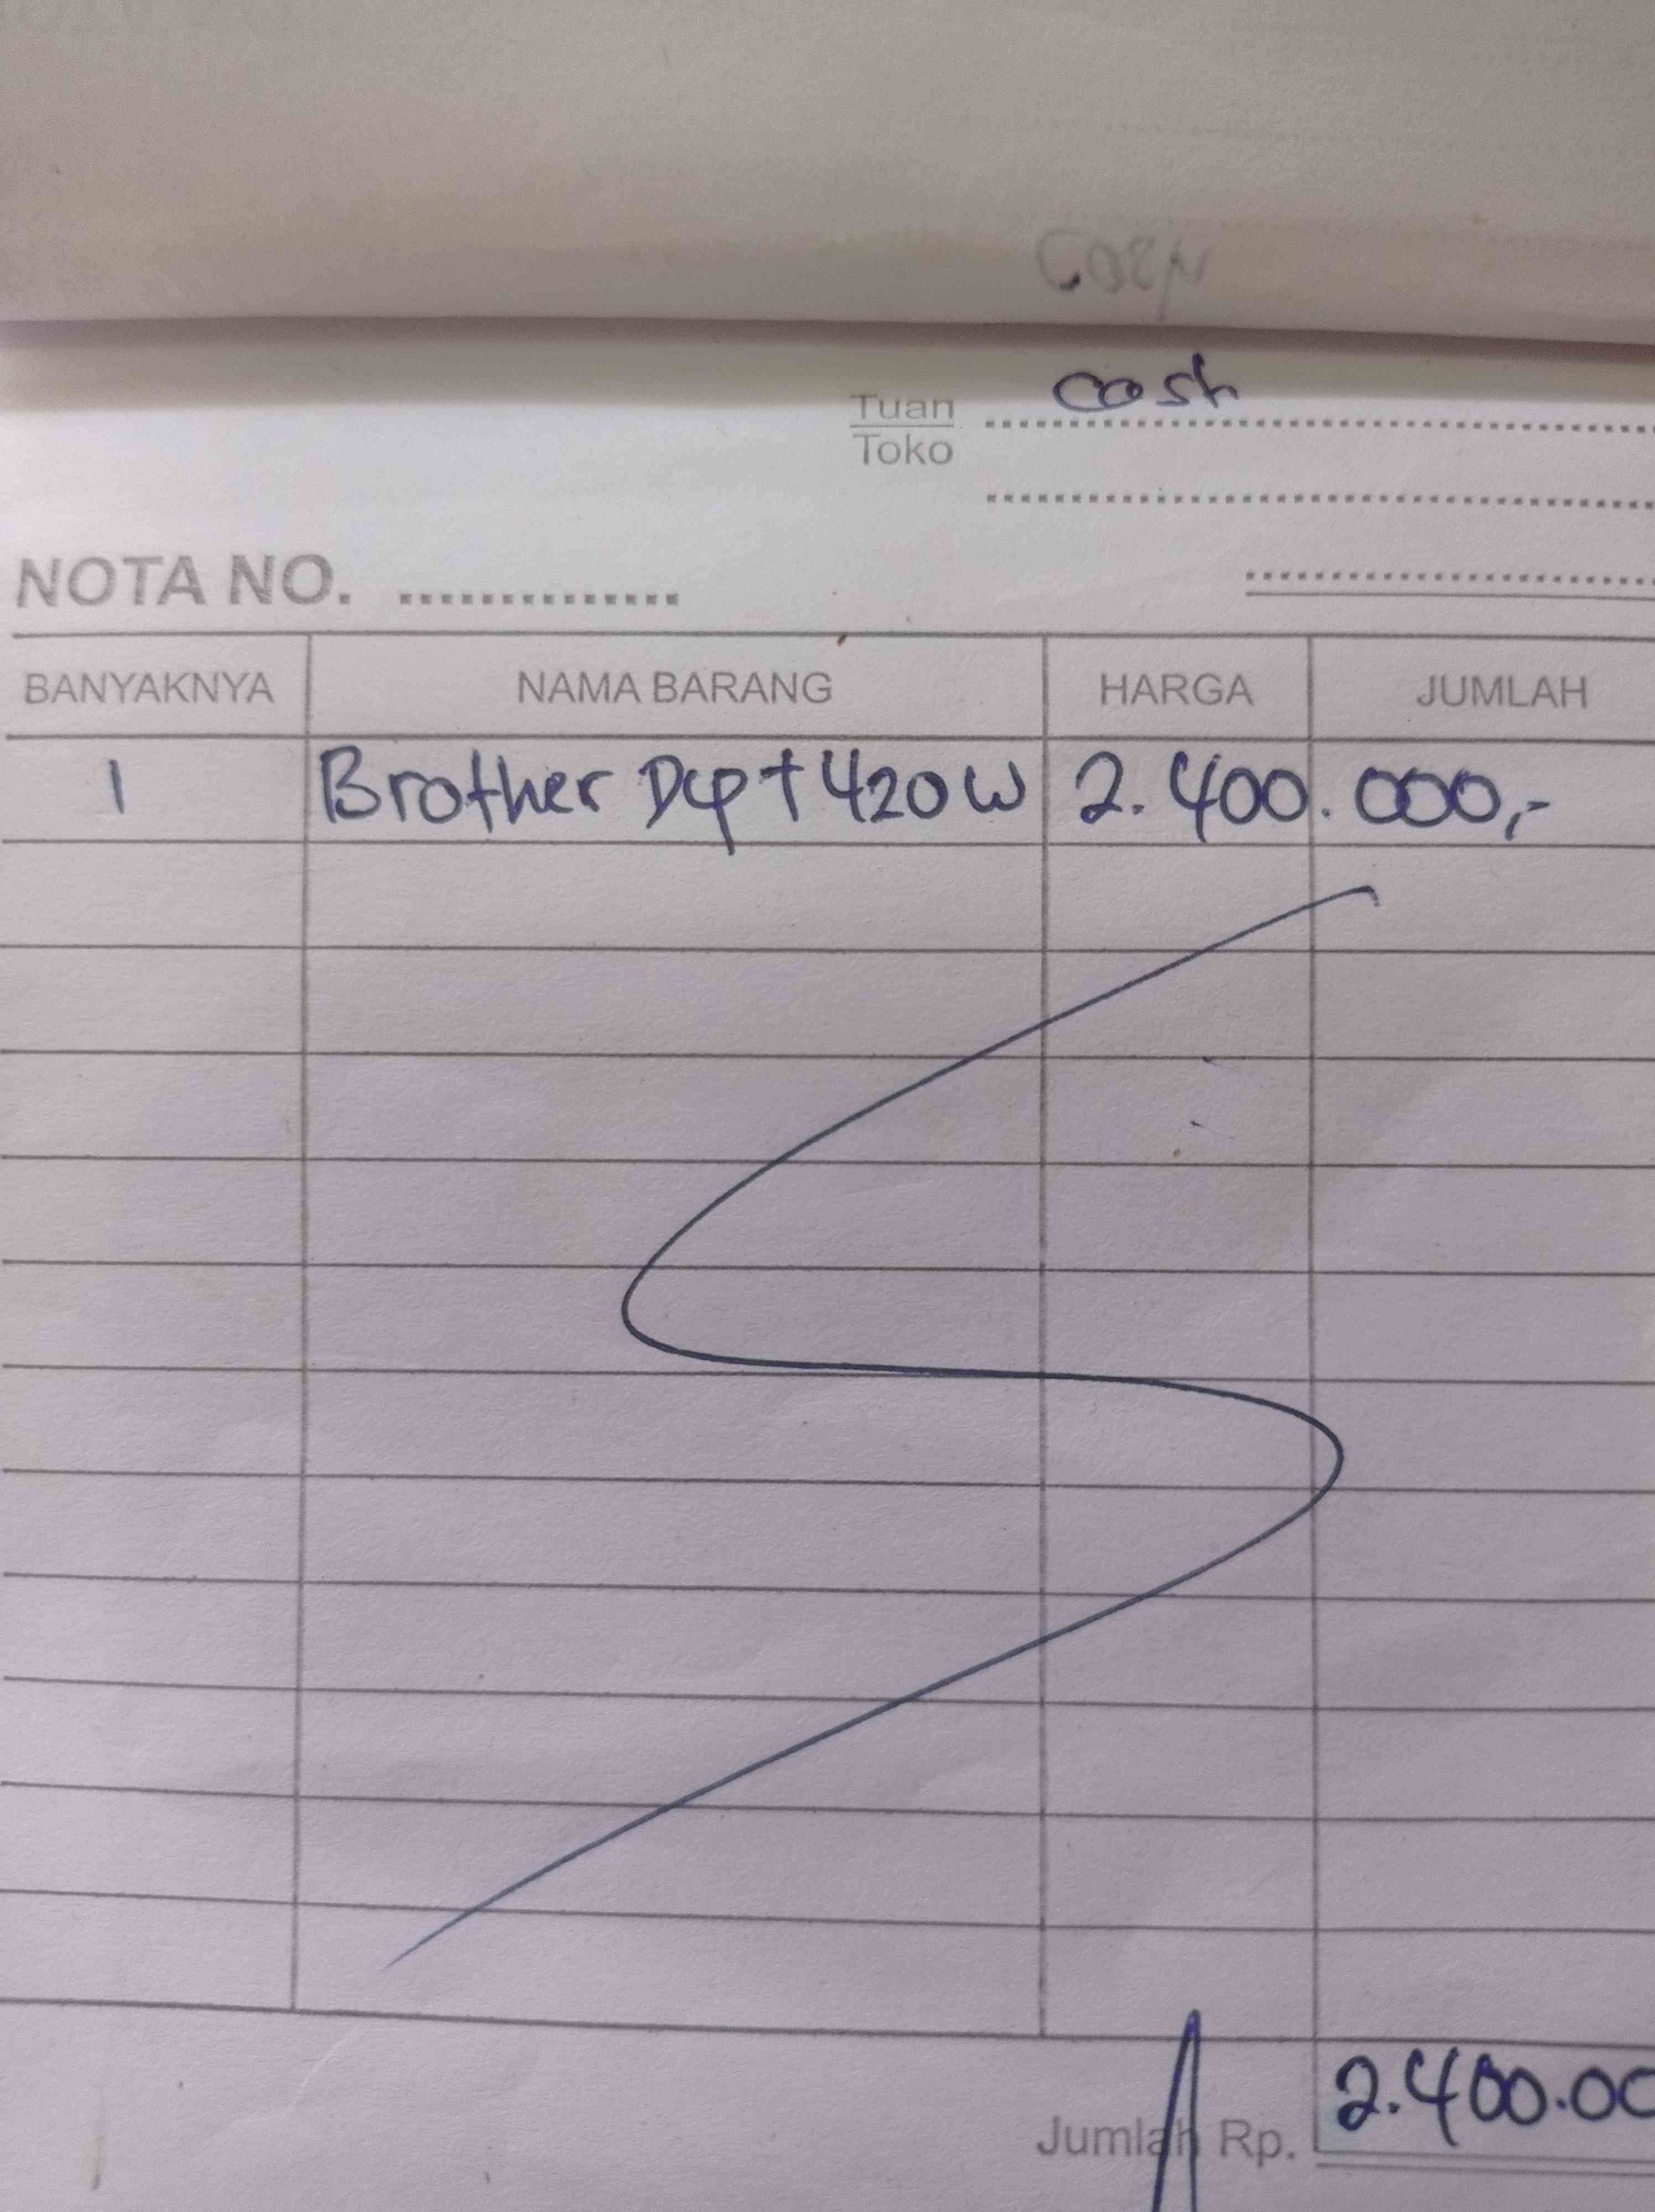 Tuan cash
Toko
NOTA NO. ..............
BANYAKNYA NAMA BARANG HARGA JUMLAH
1 Brother Dcp t 420 W 2.400.000,-
Jumlah Rp. 2.400.00